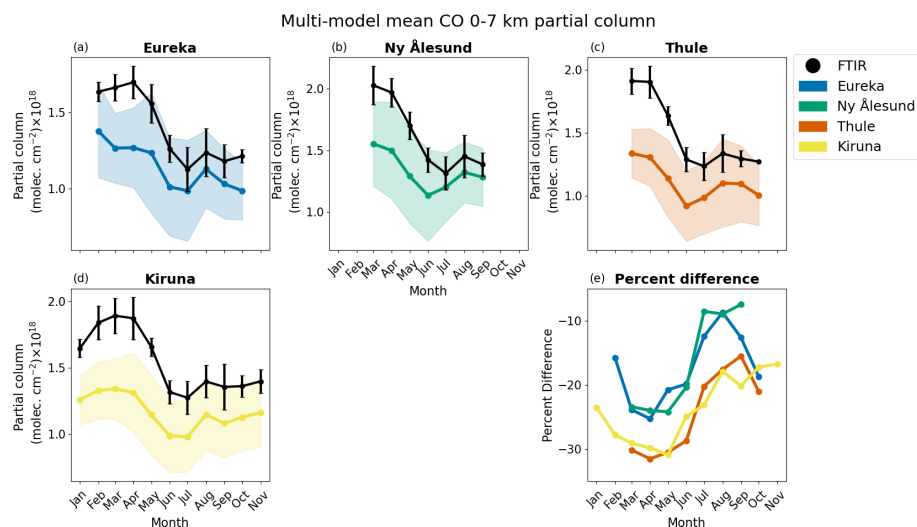 Multi-model mean CO 0-7 km partial column
(a) Eureka
Partial column
(molec. cm⁻²)×10¹⁸
1.5
1.0
(b) Ny Ålesund
2.0
1.5
1.0
Jan Feb Mar Apr May Jun Jul Aug Sep Oct Nov
Month
(c) Thule
Partial column
(molec. cm⁻²)×10¹⁸
2.0
1.5
1.0
FTIR
Eureka
Ny Ålesund
Thule
Kiruna
(d) Kiruna
Partial column
(molec. cm⁻²)×10¹⁸
2.0
1.5
1.0
Jan Feb Mar Apr May Jun Jul Aug Sep Oct Nov
Month
(e) Percent difference
Percent Difference
−10
−20
−30
Jan Feb Mar Apr May Jun Jul Aug Sep Oct Nov
Month